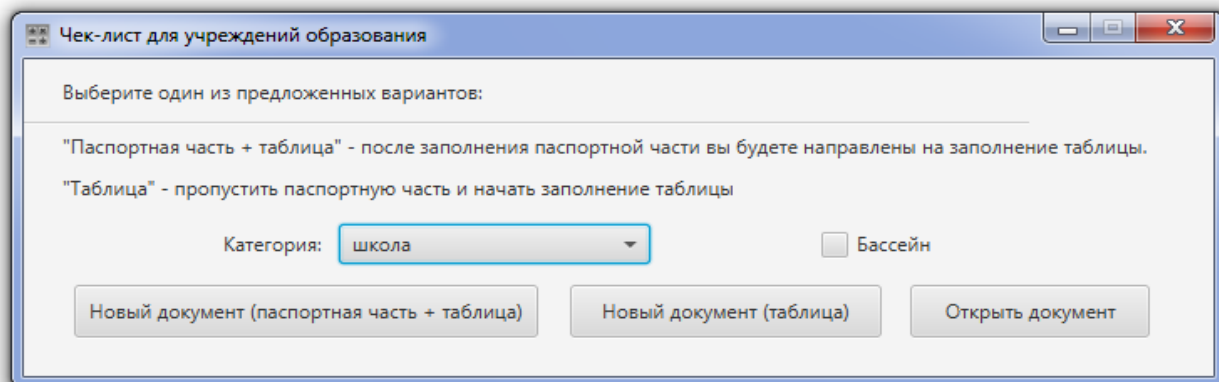 Чек-лист для учреждений образования
Выберите один из предложенных вариантов:
"Паспортная часть + таблица" - после заполнения паспортной части вы будете направлены на заполнение таблицы.
"Таблица" - пропустить паспортную часть и начать заполнение таблицы
Категория: школа Бассейн
Новый документ (паспортная часть + таблица) Новый документ (таблица) Открыть документ